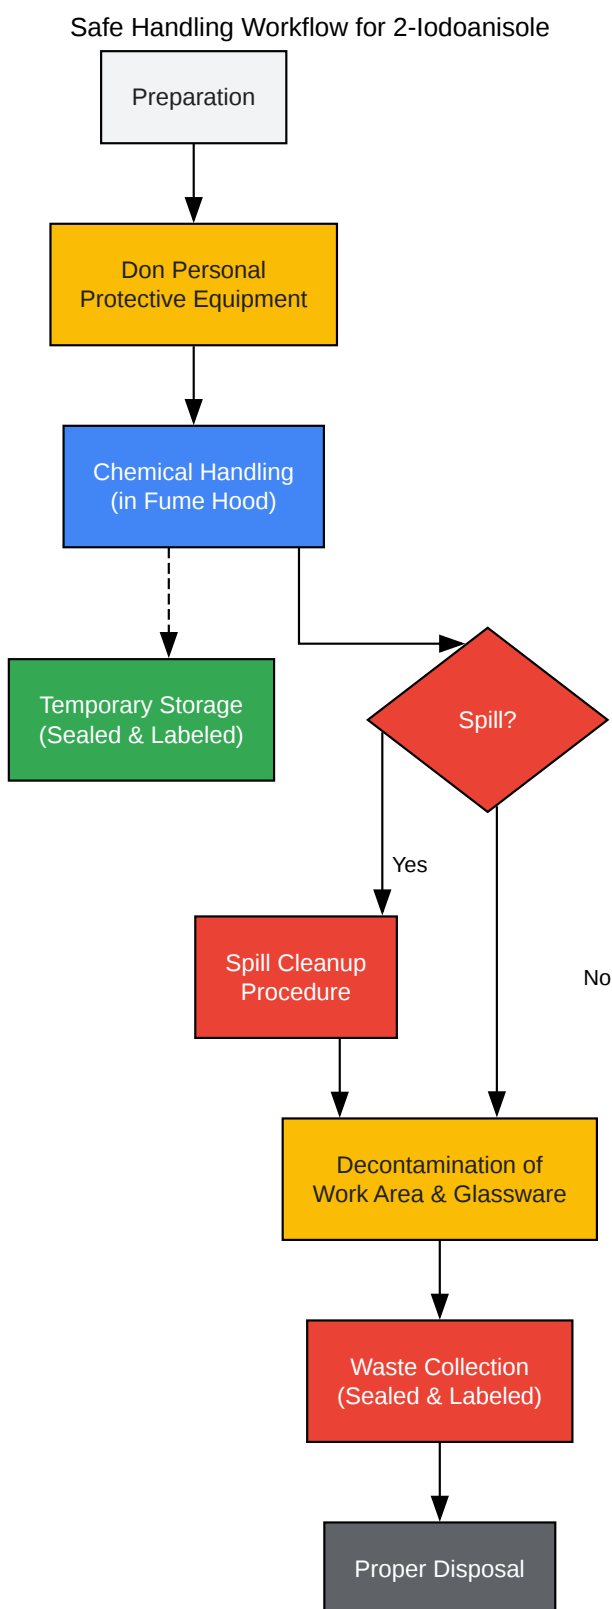 Safe Handling Workflow for 2-Iodoanisole
Preparation
Don Personal
Protective Equipment
Chemical Handling
(in Fume Hood)
Temporary Storage
(Sealed & Labeled)
Spill?
Yes
Spill Cleanup
Procedure
No
Decontamination of
Work Area & Glassware
Waste Collection
(Sealed & Labeled)
Proper Disposal